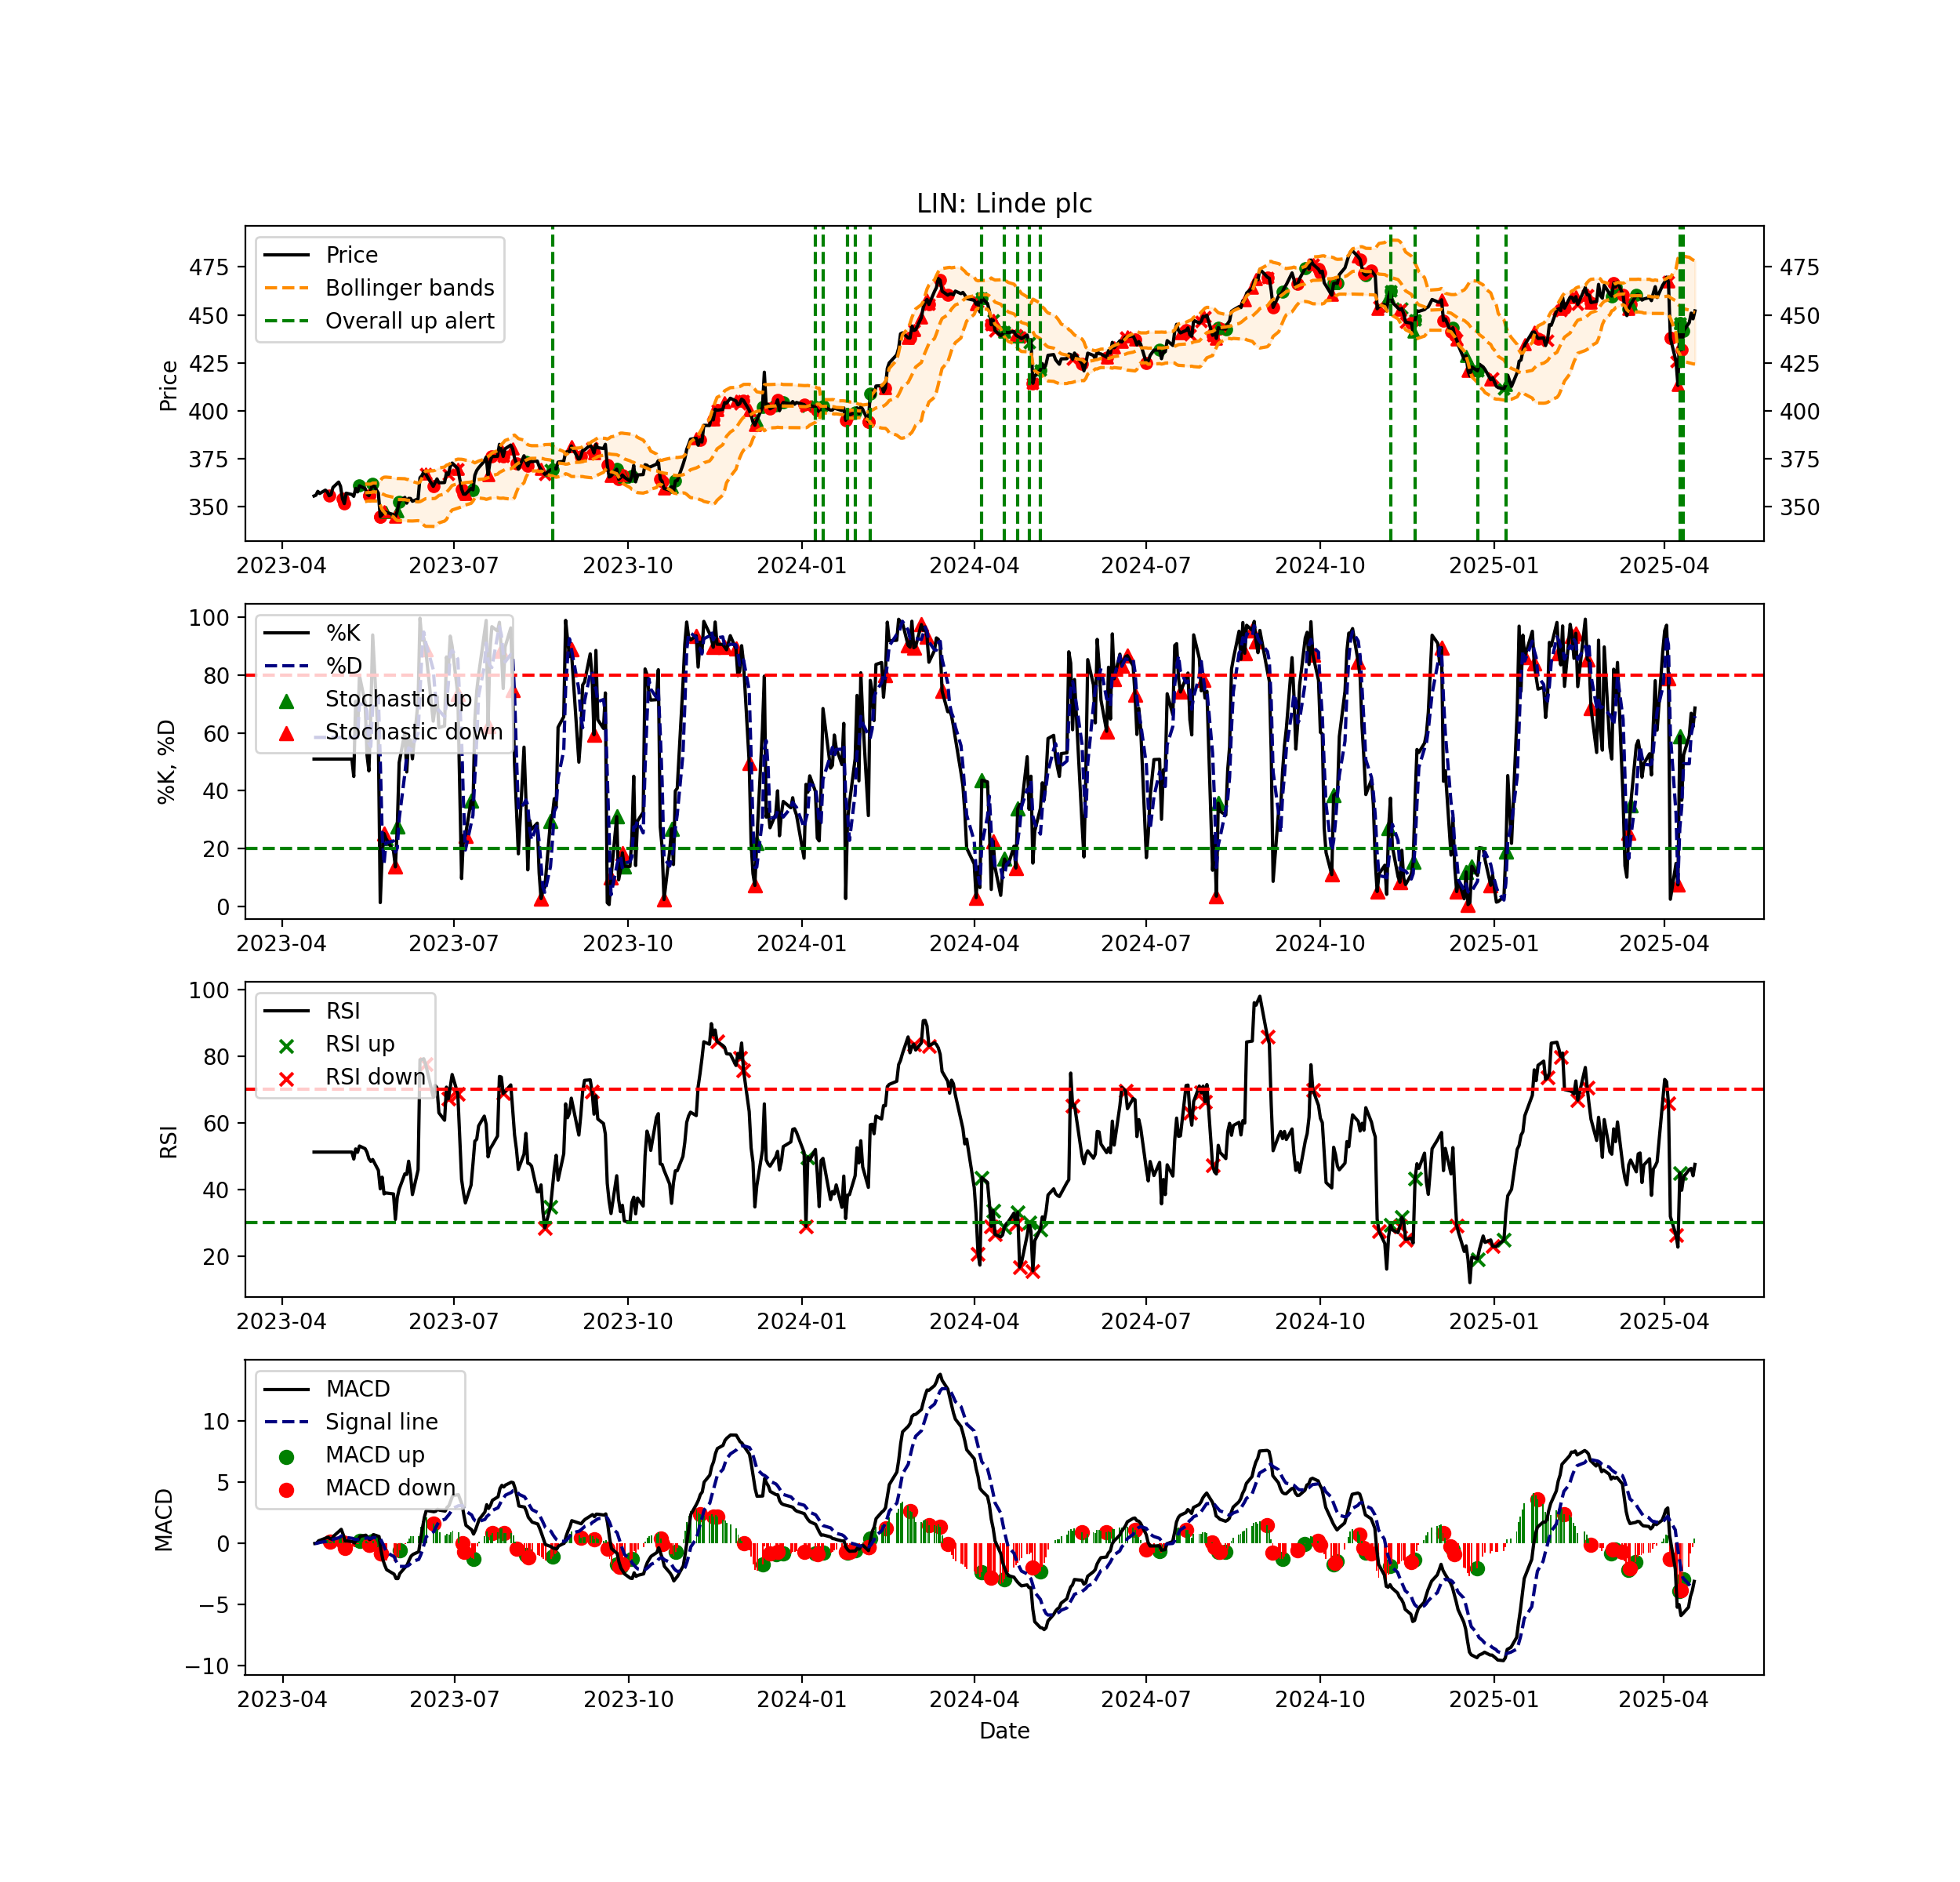 LIN: Linde plc
Price
475
450
425
400
375
350
Price
Bollinger bands
Overall up alert
475
450
425
400
375
350
2023-04 2023-07 2023-10 2024-01 2024-04 2024-07 2024-10 2025-01 2025-04
%K, %D
100
80
60
40
20
0
%K
%D
Stochastic up
Stochastic down
2023-04 2023-07 2023-10 2024-01 2024-04 2024-07 2024-10 2025-01 2025-04
RSI
100
80
60
40
20
RSI
RSI up
RSI down
2023-04 2023-07 2023-10 2024-01 2024-04 2024-07 2024-10 2025-01 2025-04
MACD
10
5
0
−5
−10
MACD
Signal line
MACD up
MACD down
2023-04 2023-07 2023-10 2024-01 2024-04 2024-07 2024-10 2025-01 2025-04
Date